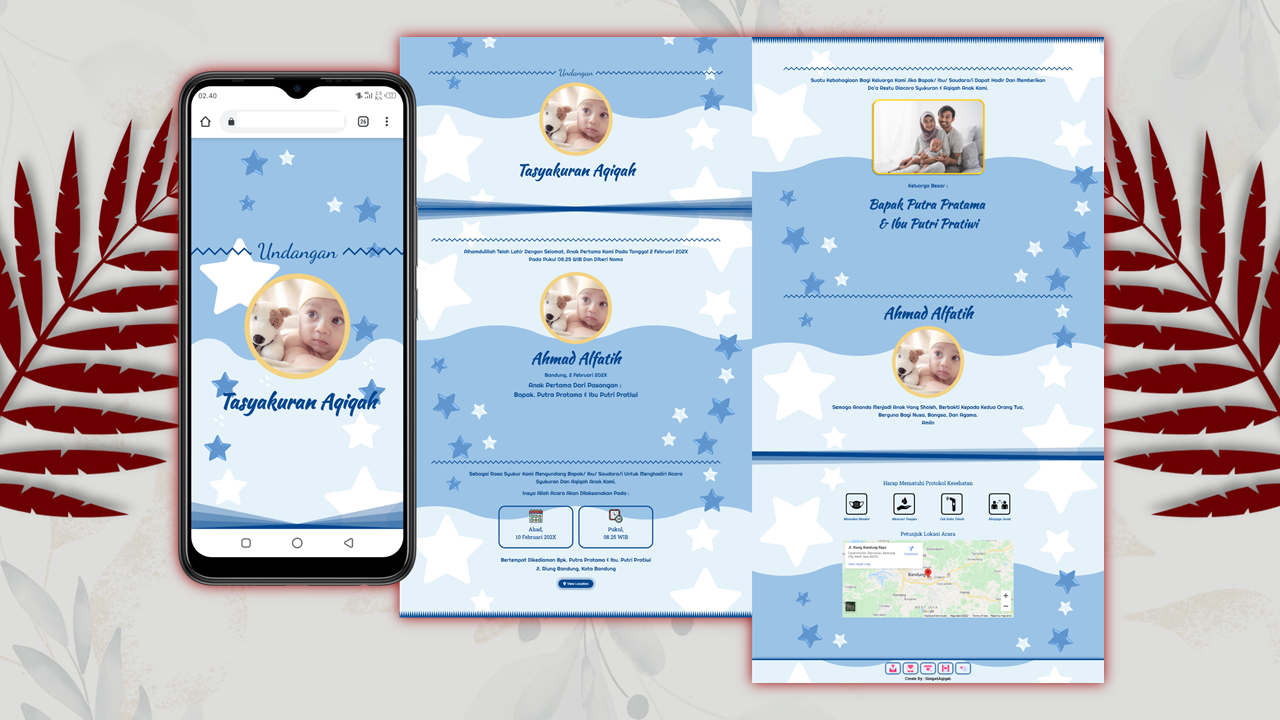 02.40
26
Undangan
Tasyakuran Aqiqah
Undangan
Tasyakuran Aqiqah
Alhamdulillah Telah Lahir Dengan Selamat, Anak Pertama Kami Pada Tanggal 2 Februari 202X
Pada Pukul 08.25 WIB Dan Diberi Nama
Ahmad Alfatih
Bandung, 2 Februari 202X
Anak Pertama Dari Pasangan :
Bapak. Putra Pratama & Ibu Putri Pratiwi
Sebagai Rasa Syukur Kami Mengundang Bapak/ Ibu/ Saudara/i Untuk Menghadiri Acara
Syukuran Dan Aqiqah Anak Kami.
Insya Allah Acara Akan Dilaksanakan Pada :
Ahad,
10 Februari 202X
Pukul,
08.25 WIB
Bertempat Dikediaman Bpk. Putra Pratama & Ibu. Putri Pratiwi
Jl. Riung Bandung, Kota Bandung
View Location
Suatu Kebahagiaan Bagi Keluarga Kami Jika Bapak/ Ibu/ Saudara/i Dapat Hadir Dan Memberikan
Do'a Restu Diacara Syukuran & Aqiqah Anak Kami.
Keluarga Besar :
Bapak Putra Pratama
& Ibu Putri Pratiwi
Ahmad Alfatih
Semoga Ananda Menjadi Anak Yang Sholeh, Berbakti Kepada Kedua Orang Tua,
Berguna Bagi Nusa, Bangsa, Dan Agama.
Amiin
Harap Mematuhi Protokol Kesehatan
Memakai Masker
Mencuci Tangan
Cek Suhu Tubuh
Menjaga Jarak
Petunjuk Lokasi Acara
Jl. Riung Bandung Raya
View larger map
Bandung
WEST JAVA
Google
Create By : SimpelAqiqah